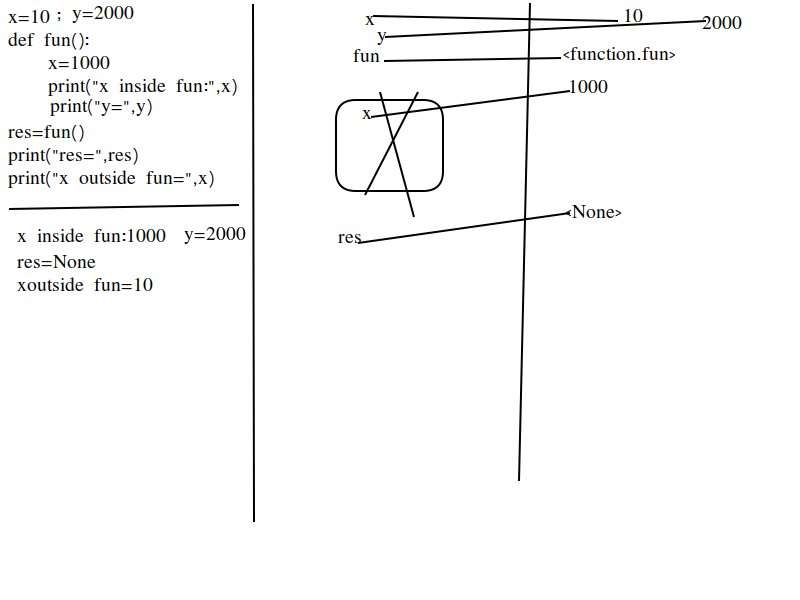 x=10 ; y=2000
def fun():
x=1000
print("x inside fun:",x)
print("y=",y)
res=fun()
print("res=",res)
print("x outside fun=",x)
x inside fun:1000 y=2000
res=None
xoutside fun=10
x 10
y 2000
fun <function.fun>
x 1000
res <None>